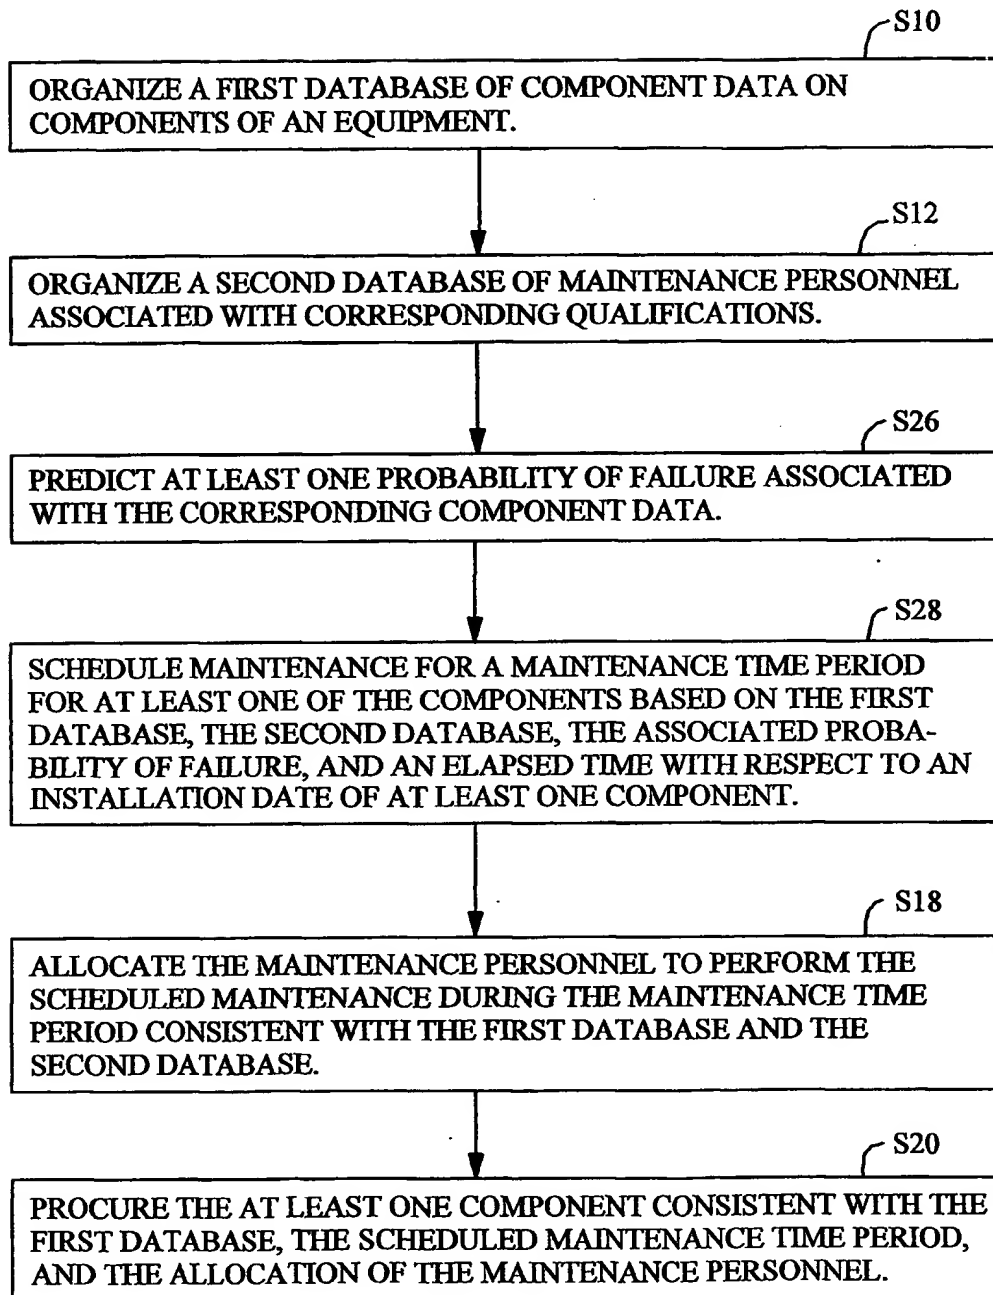 S10
ORGANIZE A FIRST DATABASE OF COMPONENT DATA ON
COMPONENTS OF AN EQUIPMENT.
S12
ORGANIZE A SECOND DATABASE OF MAINTENANCE PERSONNEL
ASSOCIATED WITH CORRESPONDING QUALIFICATIONS.
S26
PREDICT AT LEAST ONE PROBABILITY OF FAILURE ASSOCIATED
WITH THE CORRESPONDING COMPONENT DATA.
S28
SCHEDULE MAINTENANCE FOR A MAINTENANCE TIME PERIOD
FOR AT LEAST ONE OF THE COMPONENTS BASED ON THE FIRST
DATABASE, THE SECOND DATABASE, THE ASSOCIATED PROBA-
BILITY OF FAILURE, AND AN ELAPSED TIME WITH RESPECT TO AN
INSTALLATION DATE OF AT LEAST ONE COMPONENT.
S18
ALLOCATE THE MAINTENANCE PERSONNEL TO PERFORM THE
SCHEDULED MAINTENANCE DURING THE MAINTENANCE TIME
PERIOD CONSISTENT WITH THE FIRST DATABASE AND THE
SECOND DATABASE.
S20
PROCURE THE AT LEAST ONE COMPONENT CONSISTENT WITH THE
FIRST DATABASE, THE SCHEDULED MAINTENANCE TIME PERIOD,
AND THE ALLOCATION OF THE MAINTENANCE PERSONNEL.